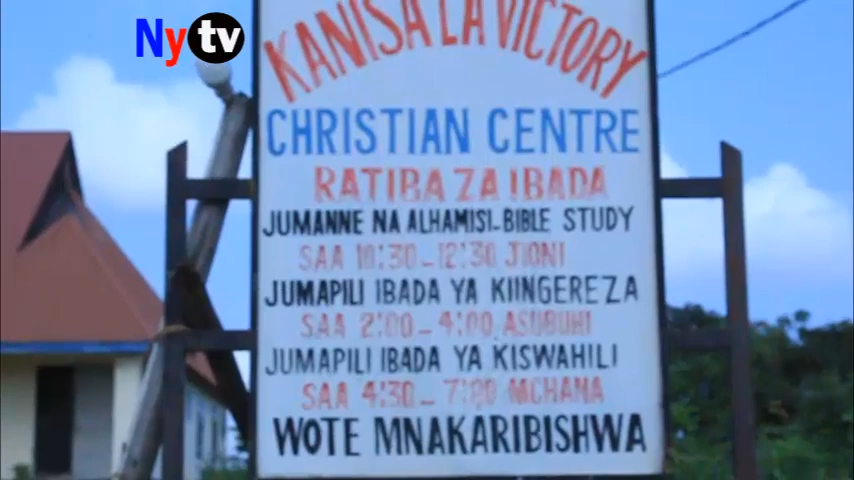 Nytv
KANISA LA VICTORY
CHRISTIAN CENTRE
RATIBA ZA IBADA
JUMANNE NA ALHAMISI-BIBLE STUDY
SAA 10:30-12:30 JIONI
JUMAPILI IBADA YA KIINGEREZA
SAA 2:00-4:00 ASUBUHI
JUMAPILI IBADA YA KISWAHILI
SAA 4:30-7:00 MCHANA
WOTE MNAKARIBISHWA